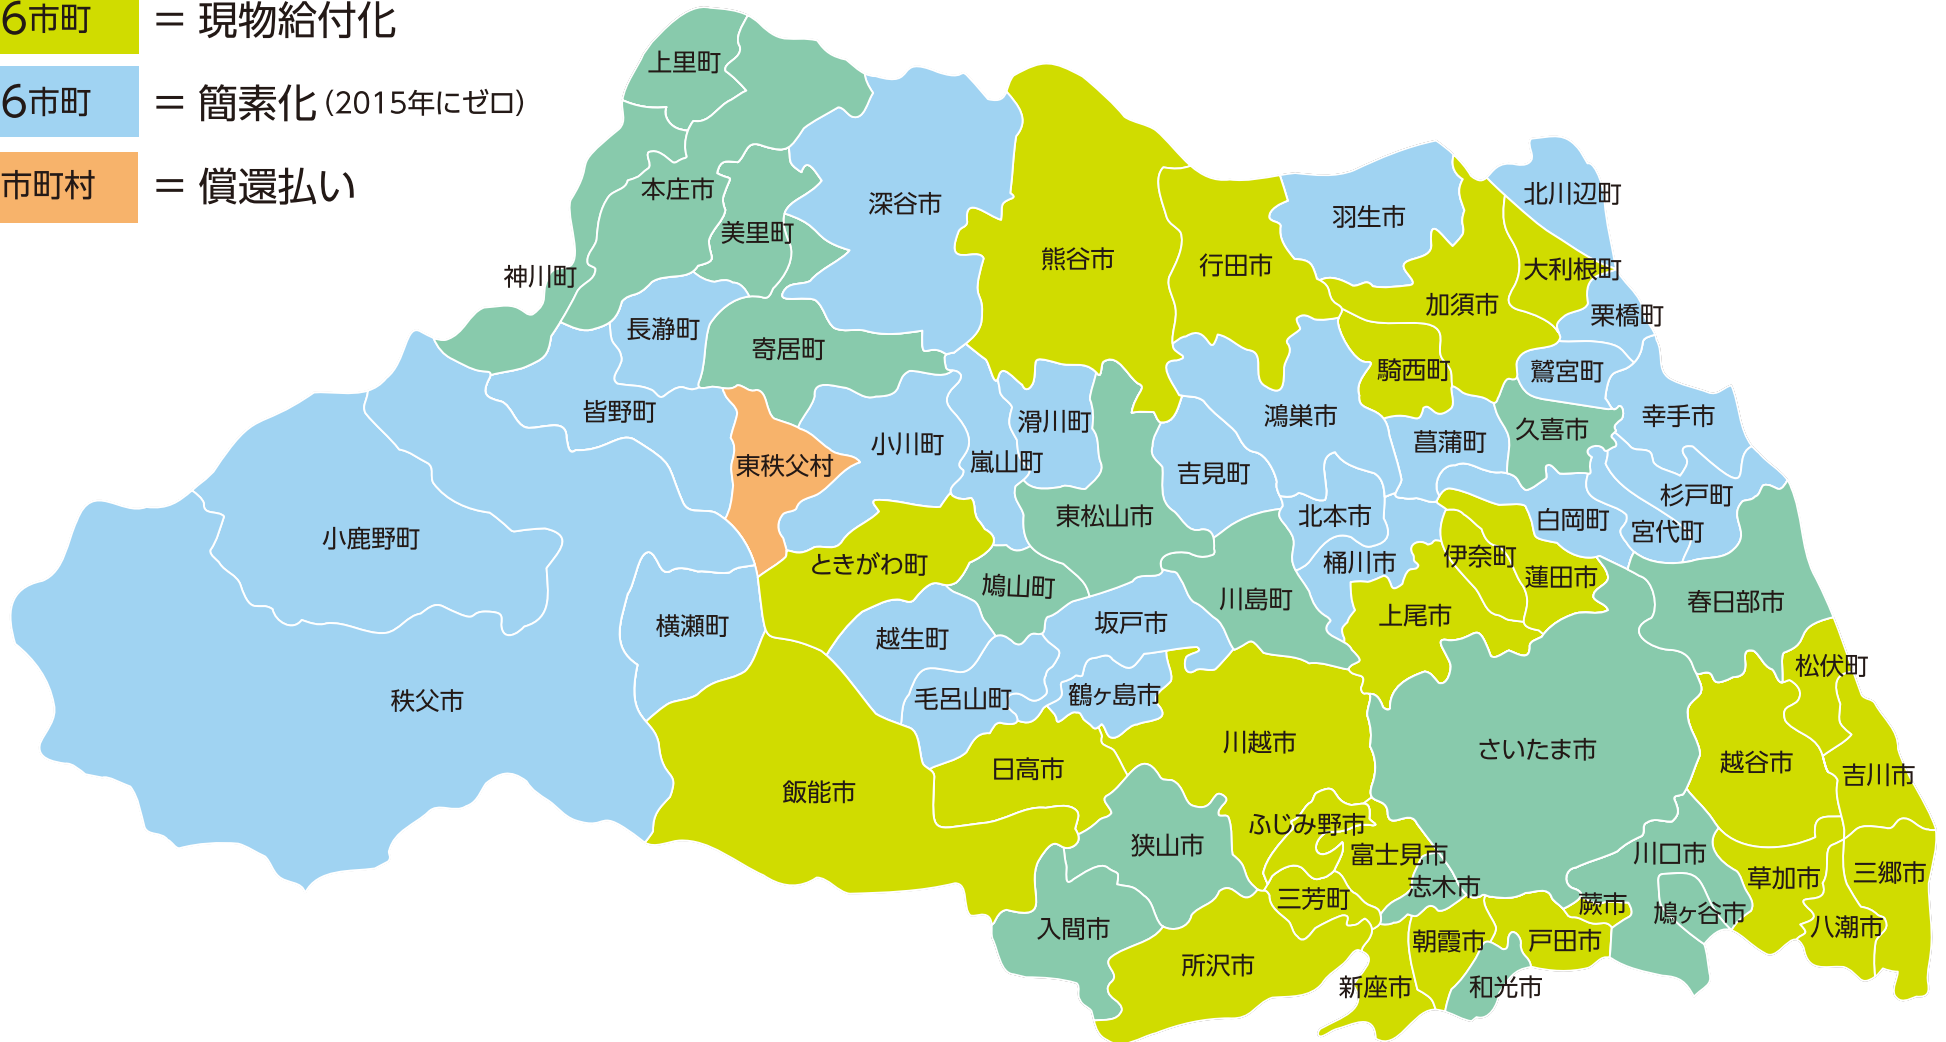 6市町 = 現物給付化
6市町 = 簡素化(2015年にゼロ)
市町村 = 償還払い
上里町
本庄市
美里町
神川町
深谷市
熊谷市
行田市
羽生市
北川辺町
大利根町
加須市
栗橋町
長瀞町
寄居町
騎西町
鷲宮町
皆野町
小川町
滑川町
嵐山町
鴻巣市
菖蒲町
久喜市
幸手市
東秩父村
吉見町
杉戸町
小鹿野町
東松山市
北本市
白岡町
宮代町
ときがわ町
鳩山町
川島町
桶川市
伊奈町
蓮田市
春日部市
横瀬町
越生町
坂戸市
上尾市
松伏町
秩父市
毛呂山町
鶴ヶ島市
川越市
さいたま市
越谷市
吉川市
日高市
飯能市
狭山市
ふじみ野市
富士見市
川口市
志木市
三芳町
蕨市
鳩ヶ谷市
草加市
三郷市
入間市
朝霞市
戸田市
八潮市
所沢市
新座市
和光市